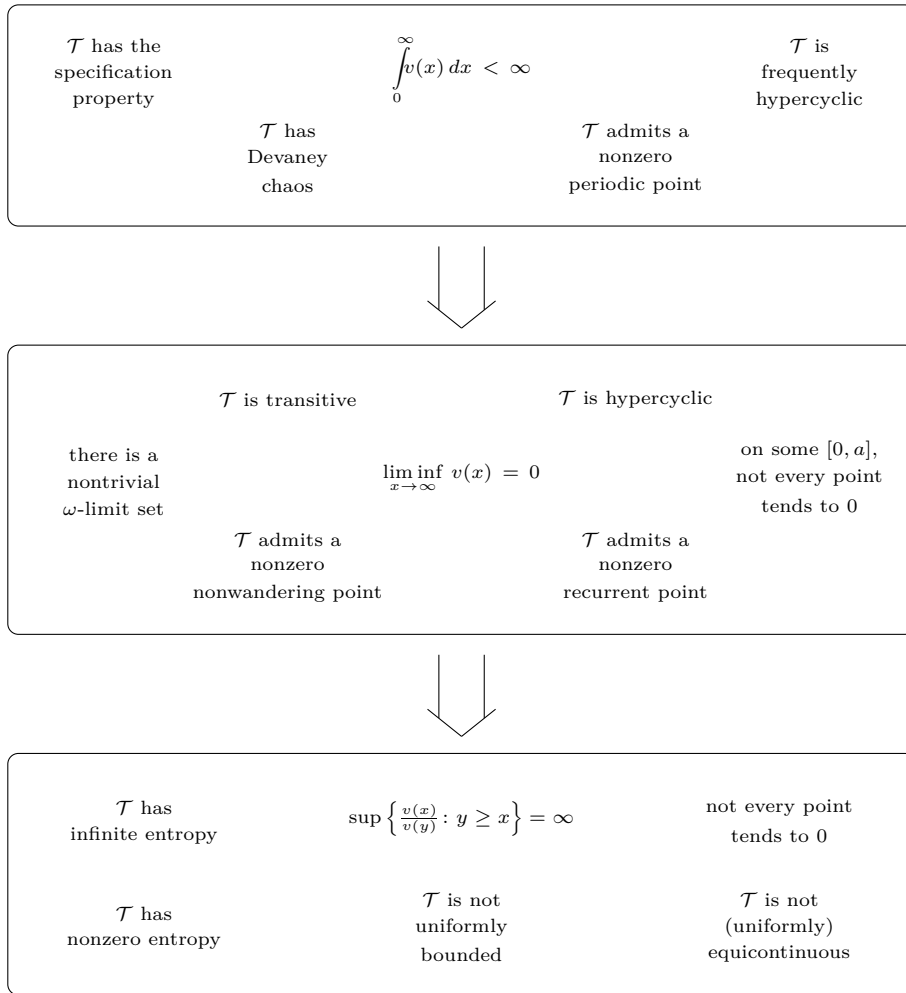 𝒯 has the
specification
property
∫₀^∞ v(x) dx < ∞
𝒯 is
frequently
hypercyclic
𝒯 has
Devaney
chaos
𝒯 admits a
nonzero
periodic point
𝒯 is transitive
𝒯 is hypercyclic
there is a
nontrivial
ω-limit set
lim inf_{x→∞} v(x) = 0
on some [0, a],
not every point
tends to 0
𝒯 admits a
nonzero
nonwandering point
𝒯 admits a
nonzero
recurrent point
𝒯 has
infinite entropy
sup { v(x)/v(y) : y ≥ x } = ∞
not every point
tends to 0
𝒯 has
nonzero entropy
𝒯 is not
uniformly
bounded
𝒯 is not
(uniformly)
equicontinuous